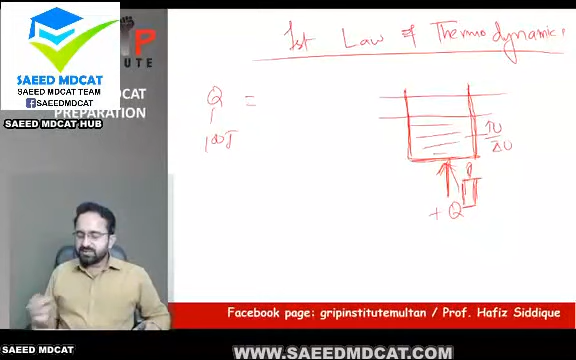 1st Law of Thermodynamics
SAEED MDCAT
SAEED MDCAT TEAM
SAEEDMDCAT
P
UTE
DCAT
SAEED MDCAT HUB
PREPARATION
Q =
100J
ΔU
+ Q
Facebook page: gripinstitutemultan / Prof. Hafiz Siddique
SAEED MDCAT
WWW.SAEEDMDCAT.COM